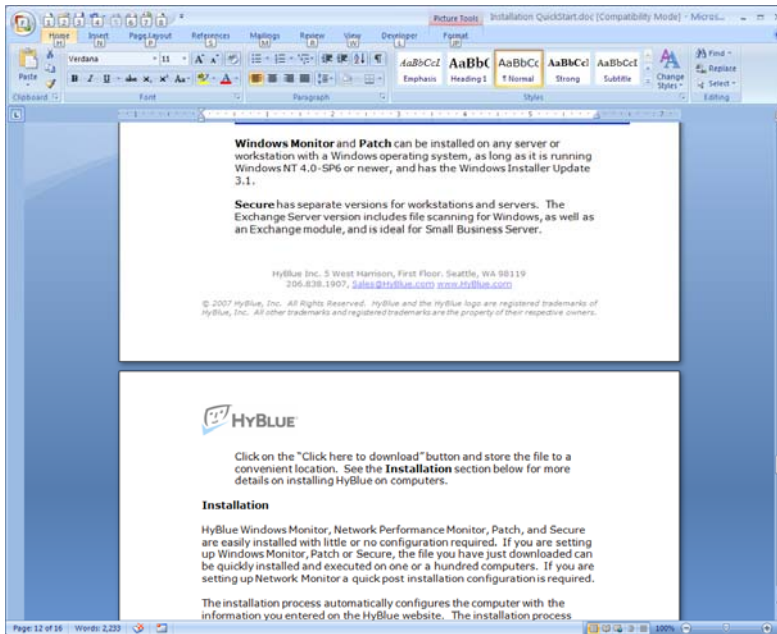 Picture Tools Installation QuickStart.doc [Compatibility Mode] - Micros...
Home Insert Page Layout References Mailings Review View Developer Format
Verdana 11
Paste
AaBbCcI AaBb( AaBbCc AaBbCcl AaBbCcI
Emphasis Heading 1 ¶ Normal Strong Subtitle
Change Styles
Find
Replace
Select
Clipboard Font Paragraph Styles Editing
Windows Monitor and Patch can be installed on any server or
workstation with a Windows operating system, as long as it is running
Windows NT 4.0-SP6 or newer, and has the Windows Installer Update
3.1.
Secure has separate versions for workstations and servers. The
Exchange Server version includes file scanning for Windows, as well as
an Exchange module, and is ideal for Small Business Server.
HyBlue Inc. 5 West Harrison, First Floor. Seattle, WA 98119
206.838.1907, Sales@HyBlue.com www.HyBlue.com
© 2007 HyBlue, Inc. All Rights Reserved. HyBlue and the HyBlue logo are registered trademarks of
HyBlue, Inc. All other trademarks and registered trademarks are the property of their respective owners.
HYBLUE
Click on the "Click here to download" button and store the file to a
convenient location. See the Installation section below for more
details on installing HyBlue on computers.
Installation
HyBlue Windows Monitor, Network Performance Monitor, Patch, and Secure
are easily installed with little or no configuration required. If you are setting
up Windows Monitor, Patch or Secure, the file you have just downloaded can
be quickly installed and executed on one or a hundred computers. If you are
setting up Network Monitor a quick post installation configuration is required.
The installation process automatically configures the computer with the
information you entered on the HyBlue website. The installation process
Page: 12 of 16 Words: 2,233 100%